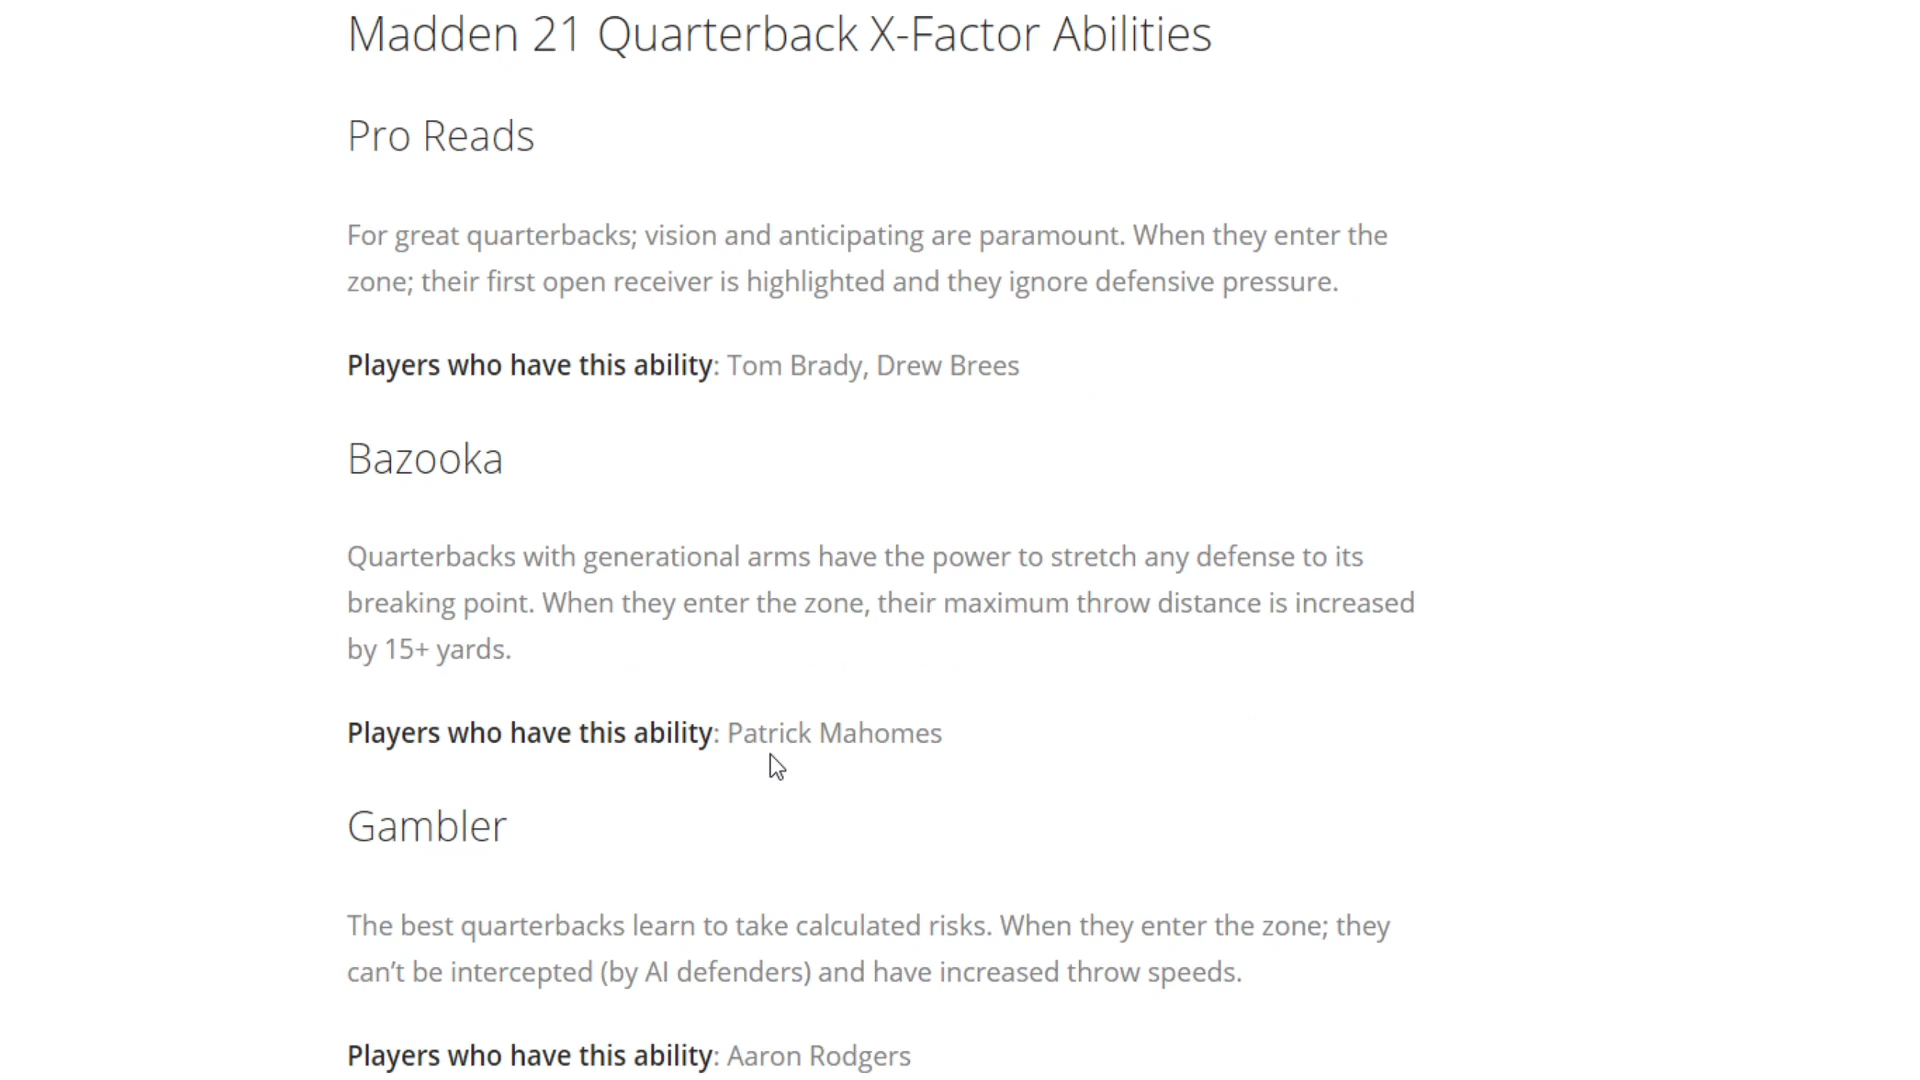 Madden 21 Quarterback X-Factor Abilities
Pro Reads
For great quarterbacks; vision and anticipating are paramount. When they enter the
zone; their first open receiver is highlighted and they ignore defensive pressure.
Players who have this ability: Tom Brady, Drew Brees
Bazooka
Quarterbacks with generational arms have the power to stretch any defense to its
breaking point. When they enter the zone, their maximum throw distance is increased
by 15+ yards.
Players who have this ability: Patrick Mahomes
Gambler
The best quarterbacks learn to take calculated risks. When they enter the zone; they
can’t be intercepted (by AI defenders) and have increased throw speeds.
Players who have this ability: Aaron Rodgers